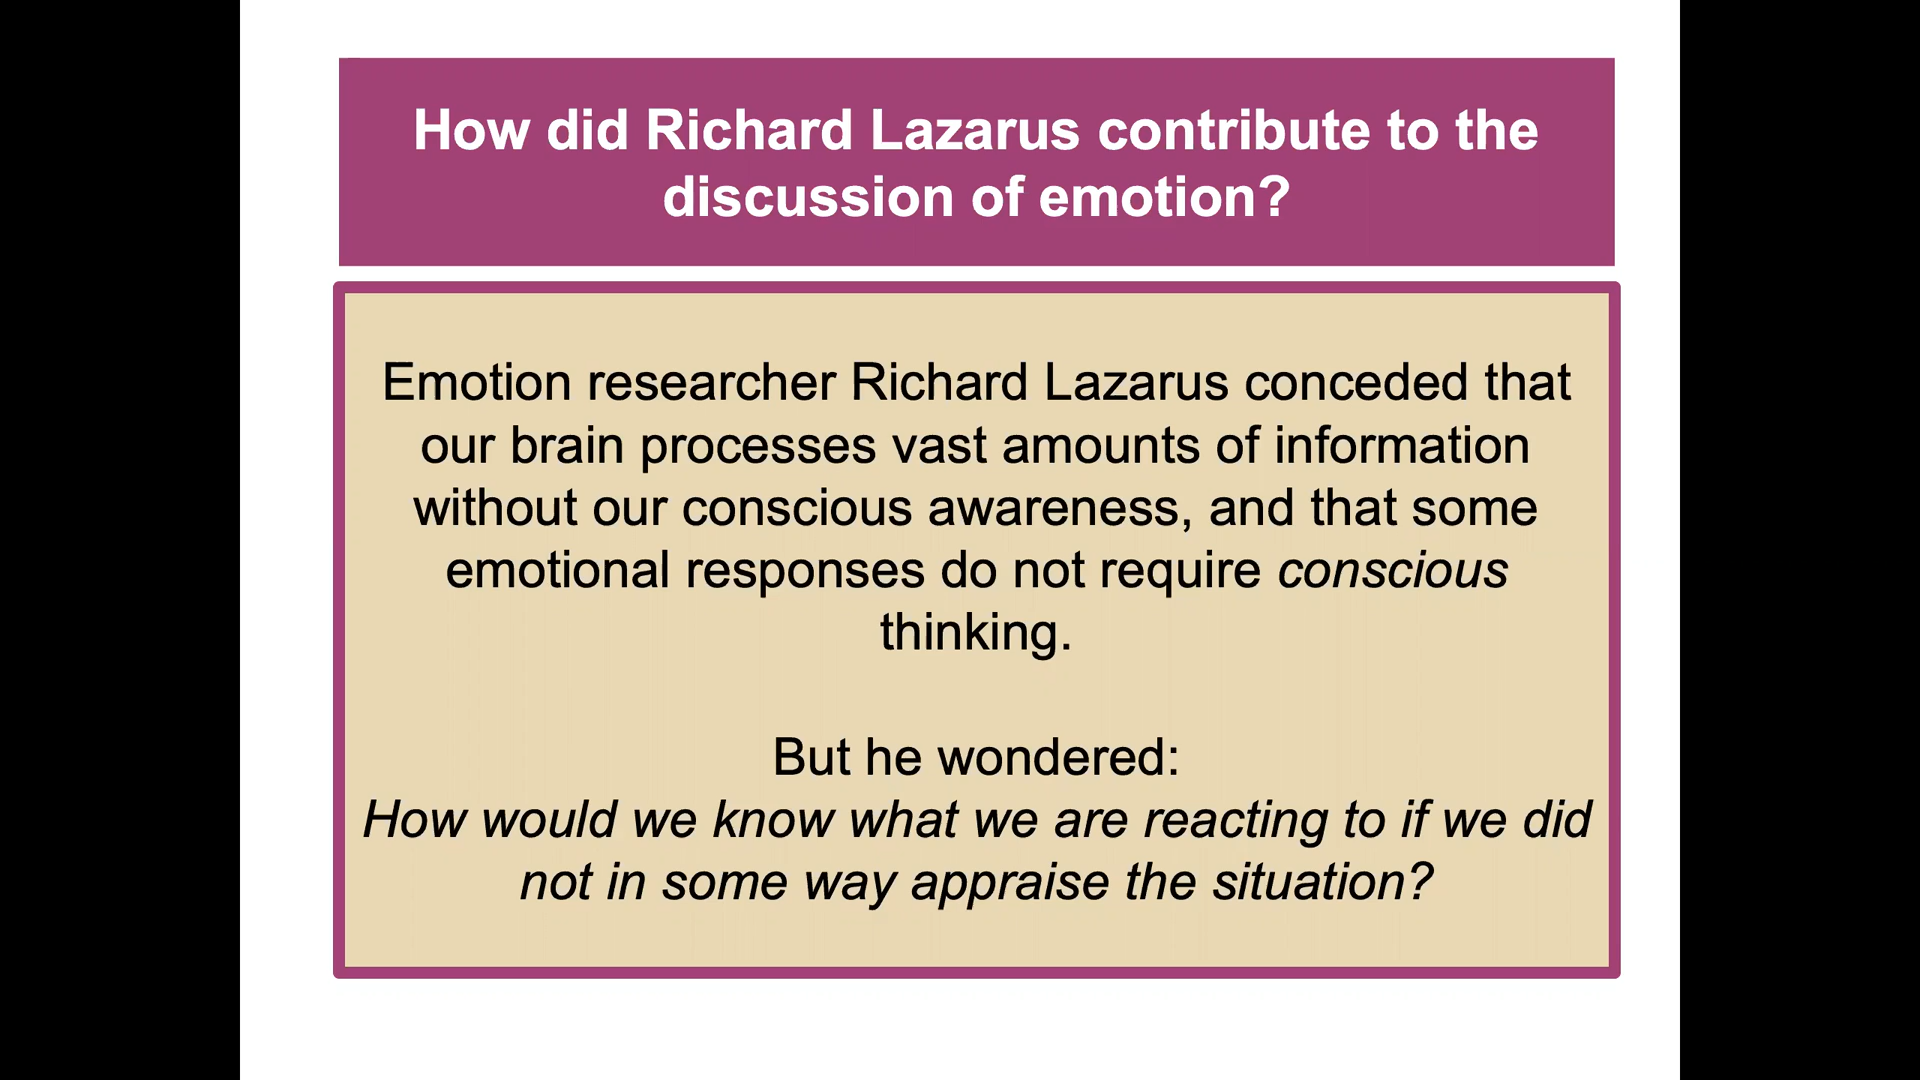 How did Richard Lazarus contribute to the
discussion of emotion?
Emotion researcher Richard Lazarus conceded that
our brain processes vast amounts of information
without our conscious awareness, and that some
emotional responses do not require conscious
thinking.
But he wondered:
How would we know what we are reacting to if we did
not in some way appraise the situation?